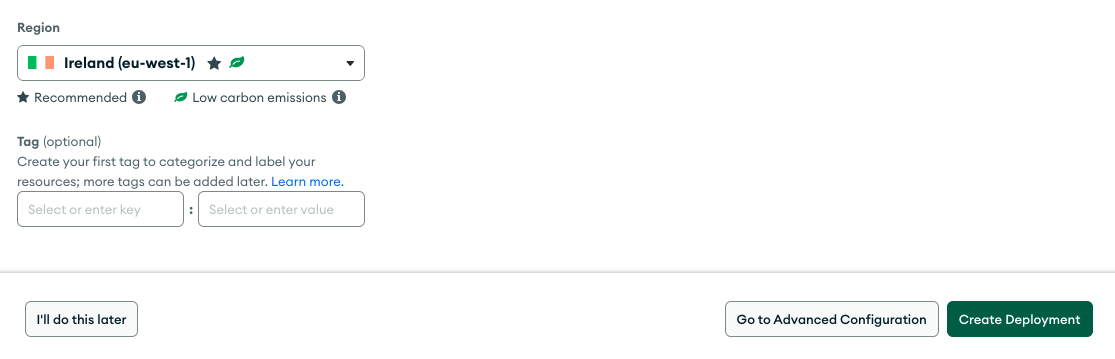 Region
Ireland (eu-west-1)
Recommended Low carbon emissions
Tag (optional)
Create your first tag to categorize and label your
resources; more tags can be added later. Learn more.
Select or enter key : Select or enter value
I'll do this later Go to Advanced Configuration Create Deployment